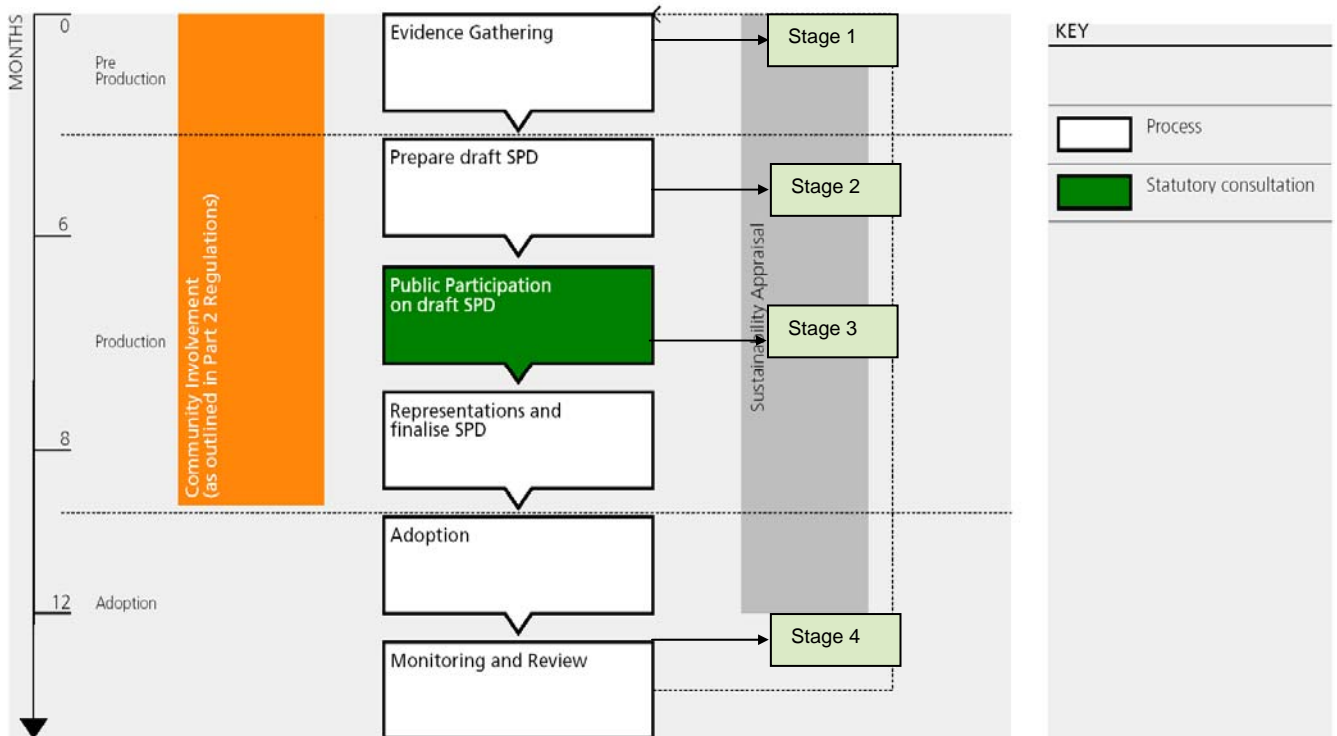 MONTHS
0
Pre
Production
6
Production
8
12
Adoption
Community Involvement
(as outlined in Part 2 Regulations)
Evidence Gathering
Prepare draft SPD
Public Participation
on draft SPD
Representations and
finalise SPD
Adoption
Monitoring and Review
Sustainability Appraisal
Stage 1
Stage 2
Stage 3
Stage 4
KEY
Process
Statutory consultation